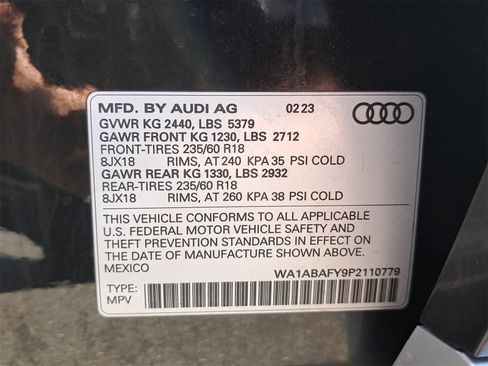 MFD. BY AUDI AG 02 23
GVWR KG 2440, LBS 5379
GAWR FRONT KG 1230, LBS 2712
FRONT-TIRES 235/60 R18
8JX18 RIMS, AT 240 KPA 35 PSI COLD
GAWR REAR KG 1330, LBS 2932
REAR-TIRES 235/60 R18
8JX18 RIMS, AT 260 KPA 38 PSI COLD
THIS VEHICLE CONFORMS TO ALL APPLICABLE
U.S. FEDERAL MOTOR VEHICLE SAFETY AND
THEFT PREVENTION STANDARDS IN EFFECT ON
THE DATE OF MANUFACTURE SHOWN ABOVE.
MEXICO WA1ABAFY9P2110779
TYPE:
MPV